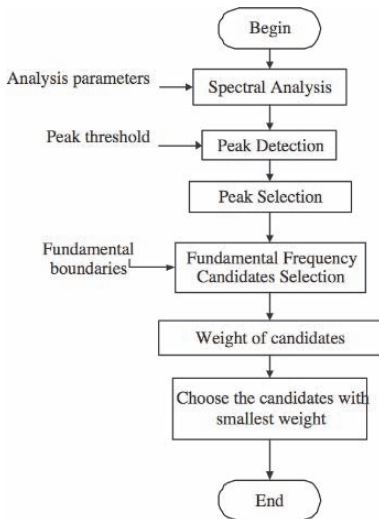 Begin
Analysis parameters
Spectral Analysis
Peak threshold
Peak Detection
Peak Selection
Fundamental
boundaries
Fundamental Frequency
Candidates Selection
Weight of candidates
Choose the candidates with
smallest weight
End